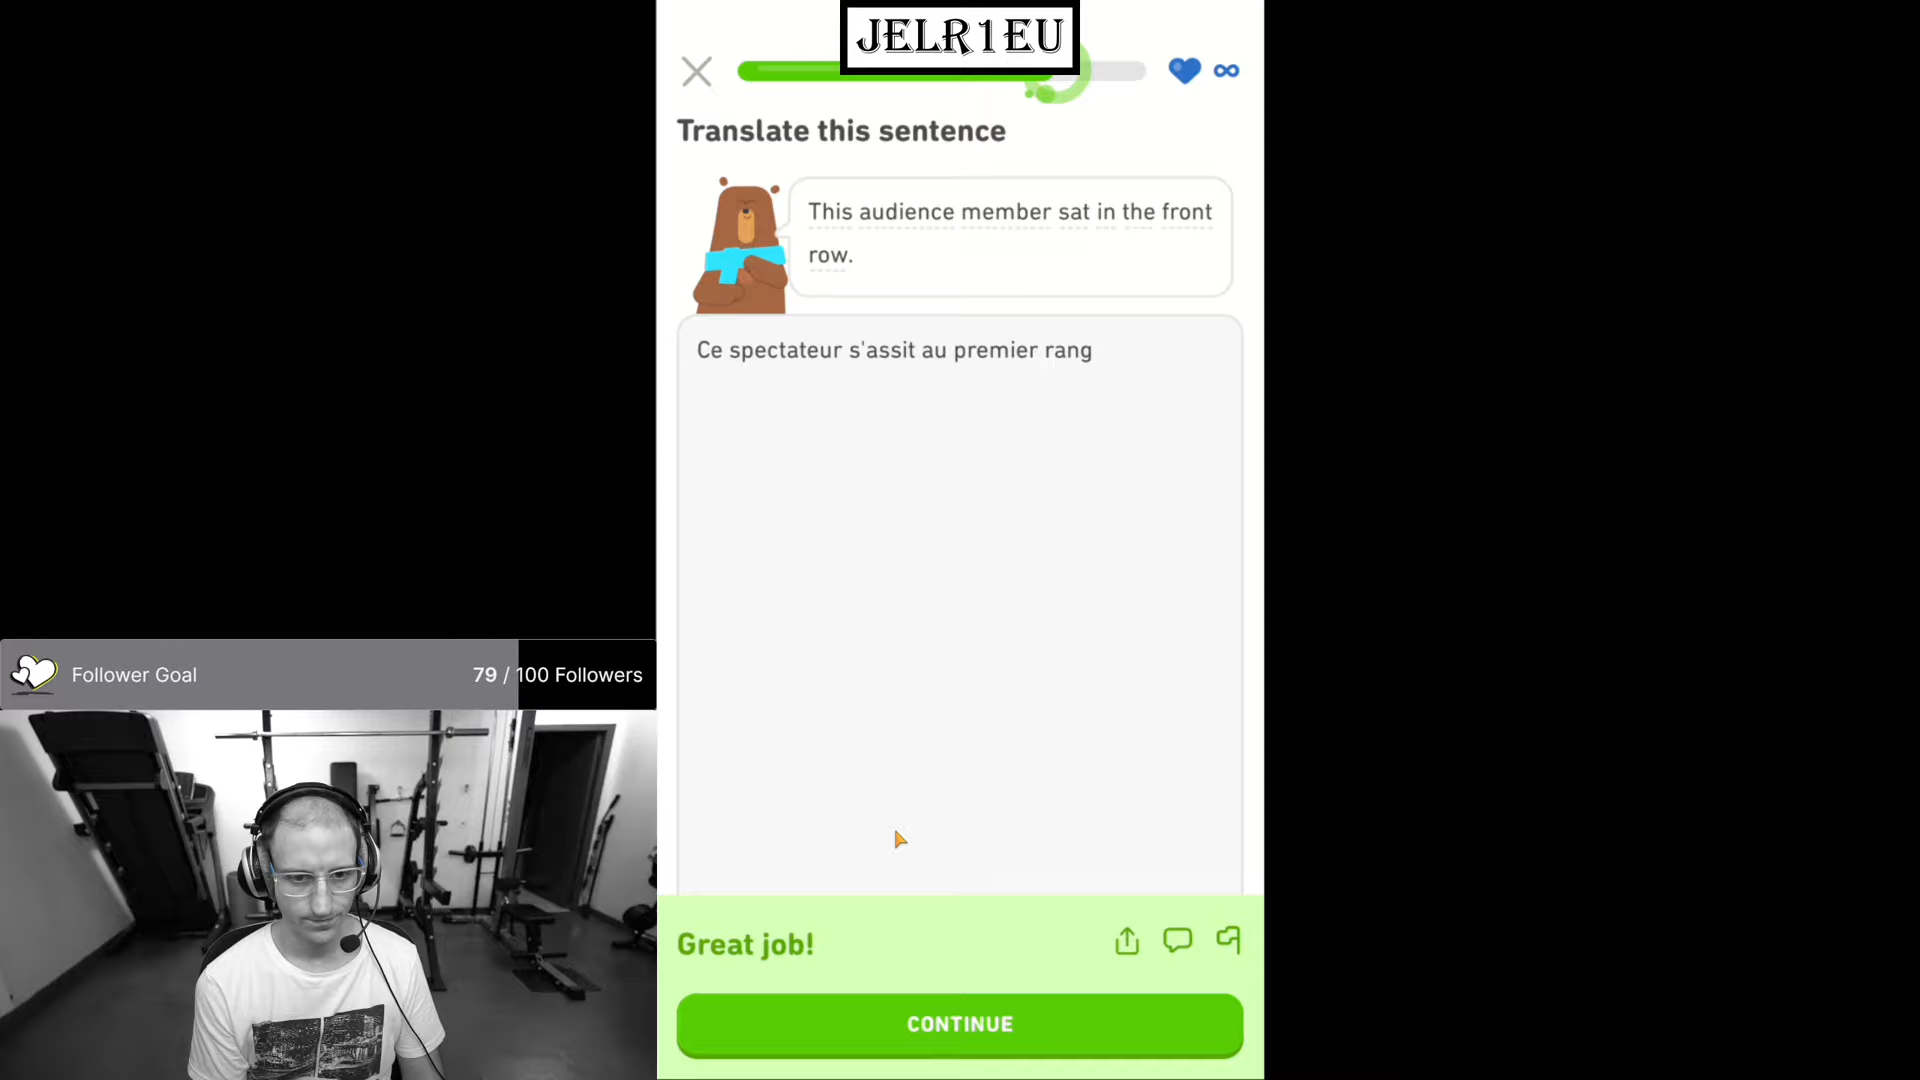 JELR1EU
Translate this sentence
This audience member sat in the front
row.
Ce spectateur s'assit au premier rang
Follower Goal
79 / 100 Followers
Great job!
CONTINUE